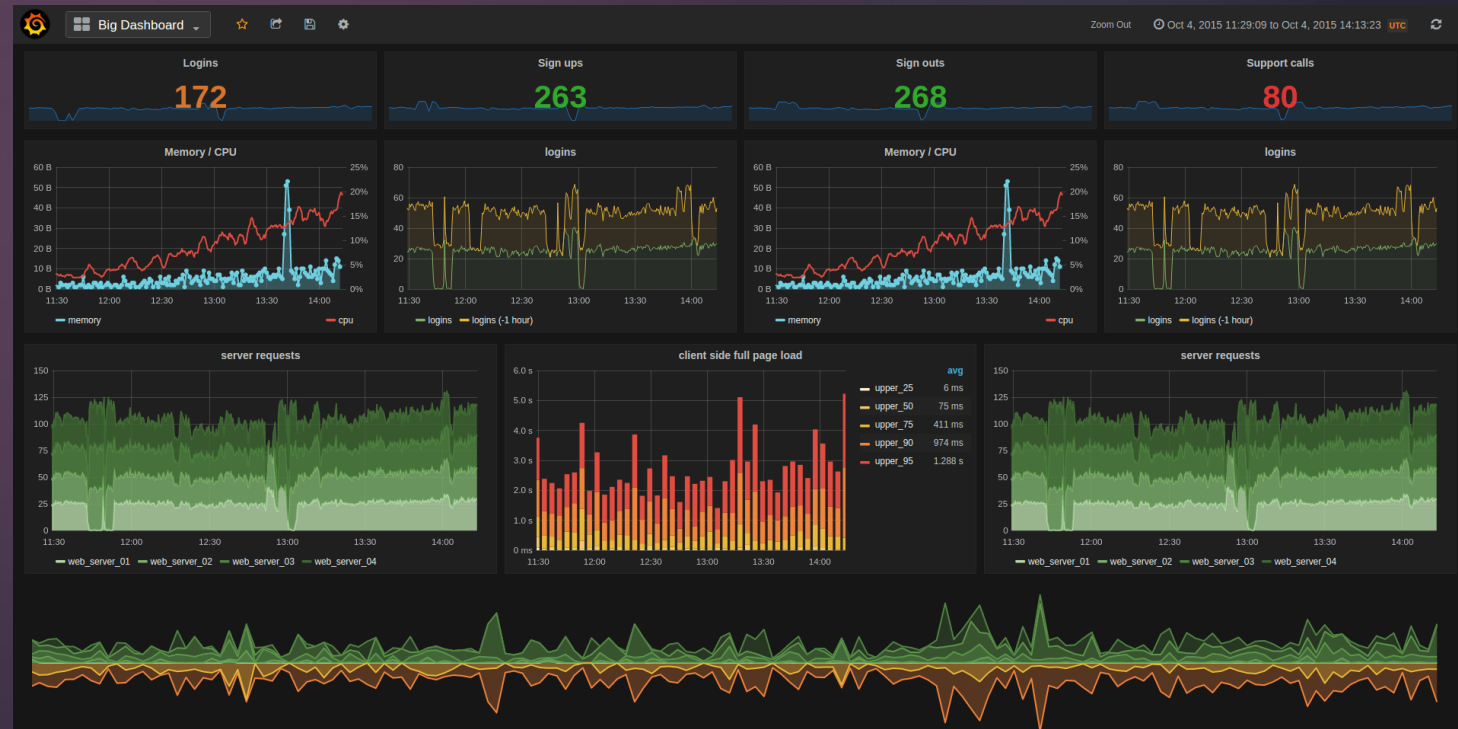 Big Dashboard
Zoom Out Oct 4, 2015 11:29:09 to Oct 4, 2015 14:13:23 UTC
Logins
172
Sign ups
263
Sign outs
268
Support calls
80
Memory / CPU
60 B 25%
50 B 20%
40 B 15%
30 B 10%
20 B 5%
10 B 0%
0 B
11:30 12:00 12:30 13:00 13:30 14:00
memory cpu
logins
80
60
40
20
0
11:30 12:00 12:30 13:00 13:30 14:00
logins logins (-1 hour)
Memory / CPU
60 B 25%
50 B 20%
40 B 15%
30 B 10%
20 B 5%
10 B 0%
0 B
11:30 12:00 12:30 13:00 13:30 14:00
memory cpu
logins
80
60
40
20
0
11:30 12:00 12:30 13:00 13:30 14:00
logins logins (-1 hour)
server requests
150
125
100
75
50
25
0
11:30 12:00 12:30 13:00 13:30 14:00
web_server_01 web_server_02 web_server_03 web_server_04
client side full page load
6.0 s
5.0 s
4.0 s
3.0 s
2.0 s
1.0 s
0 ms
11:30 12:00 12:30 13:00 13:30 14:00
avg
upper_25 6 ms
upper_50 75 ms
upper_75 411 ms
upper_90 974 ms
upper_95 1.288 s
server requests
150
125
100
75
50
25
0
11:30 12:00 12:30 13:00 13:30 14:00
web_server_01 web_server_02 web_server_03 web_server_04